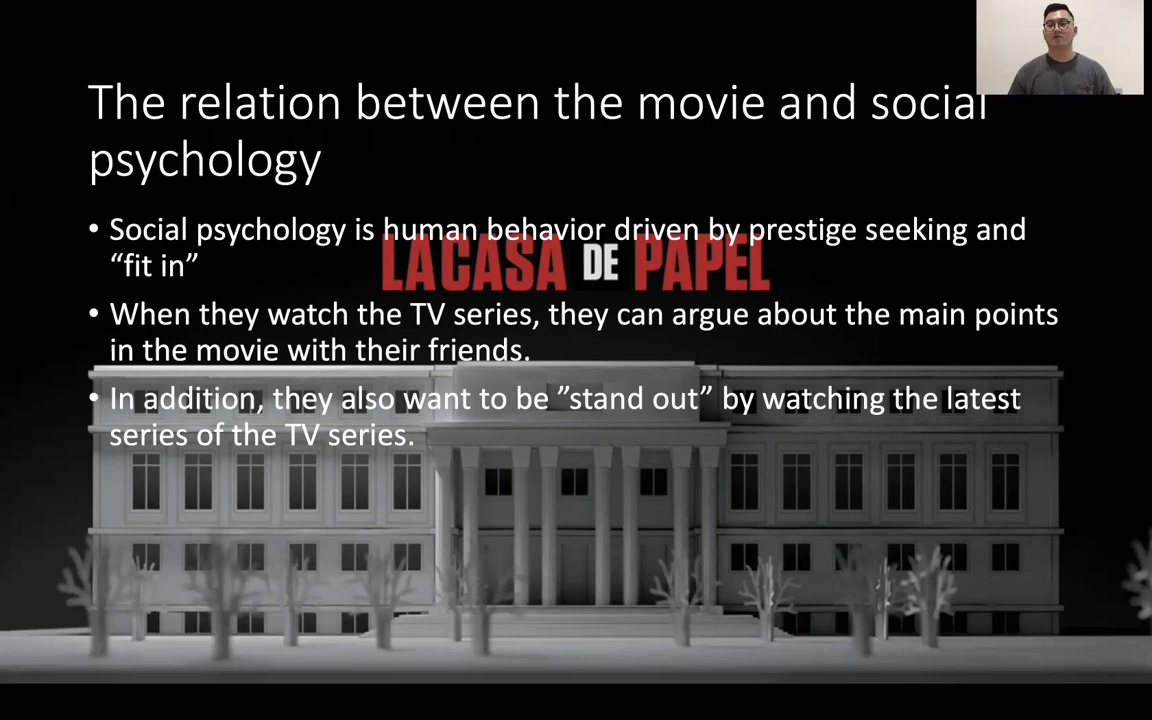 The relation between the movie and social
psychology
• Social psychology is human behavior driven by prestige seeking and
“fit in”
LA CASA DE PAPEL
• When they watch the TV series, they can argue about the main points
in the movie with their friends.
• In addition, they also want to be ”stand out” by watching the latest
series of the TV series.